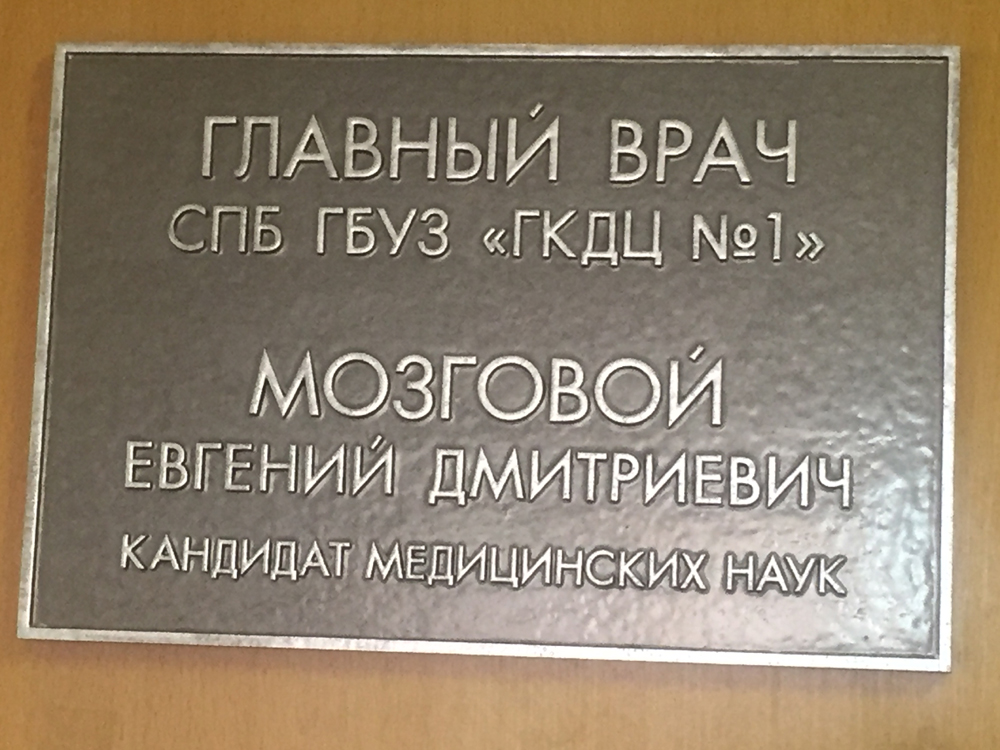 ГЛАВНЫЙ ВРАЧ
СПБ ГБУЗ «ГКДЦ №1»
МОЗГОВОЙ
ЕВГЕНИЙ ДМИТРИЕВИЧ
КАНДИДАТ МЕДИЦИНСКИХ НАУК